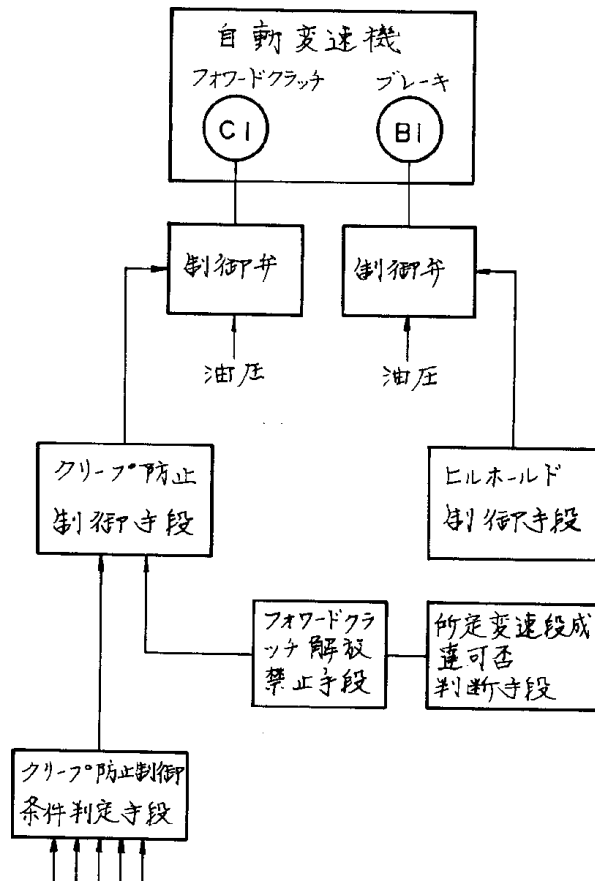 自動変速機
フォワードクラッチ
ブレーキ
C1
B1
制御弁
制御弁
油圧
油圧
クリープ防止
制御手段
ヒルホールド
制御手段
フォワードクラ
ッチ解放
禁止手段
所定変速段成
達可否
判断手段
クリープ防止制御
条件判定手段